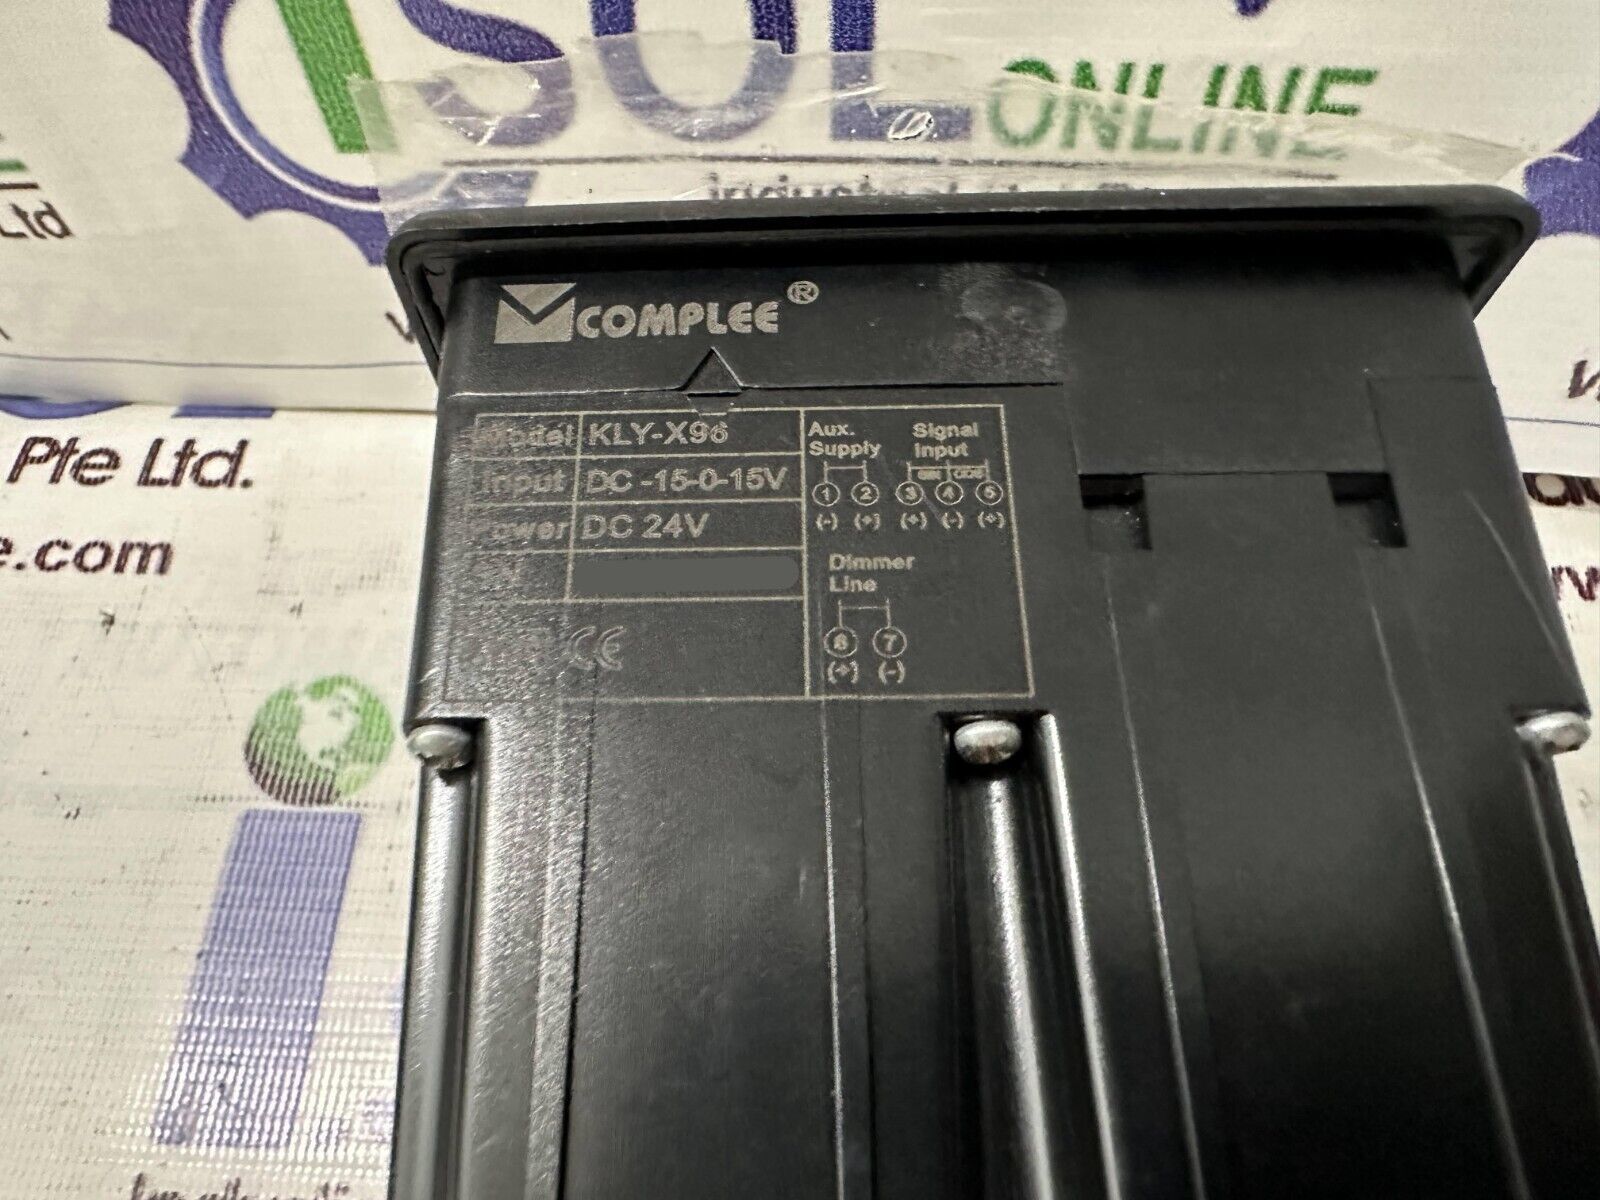 ISOL
ONLINE
Ltd
Pte Ltd.
e.com
COMPLEE®
Model KLY-X96
Input DC -15-0-15V
Power DC 24V
CE
Aux. Supply
1 2
(-) (+)
Signal Input
3 4 5
(+) (-) (+)
Dimmer Line
6 7
(+) (-)